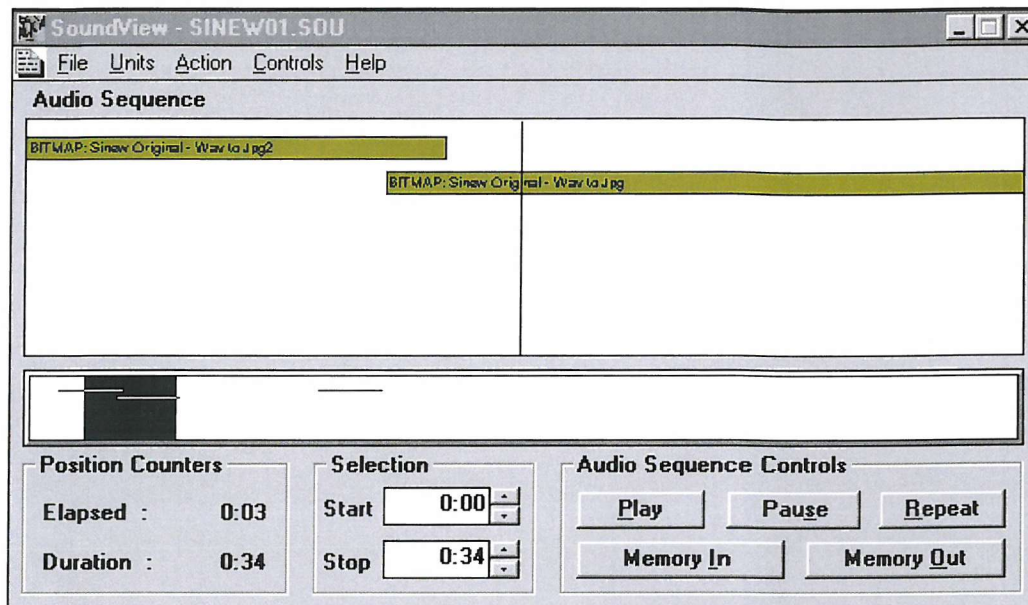 SoundView - SINEW01.SOU
File Units Action Controls Help
Audio Sequence
BITMAP: Sinew Original - Wav to Jpg2
BITMAP: Sinew Original - Wav to Jpg
Position Counters
Elapsed : 0:03
Duration : 0:34
Selection
Start 0:00
Stop 0:34
Audio Sequence Controls
Play Pause Repeat
Memory In Memory Out